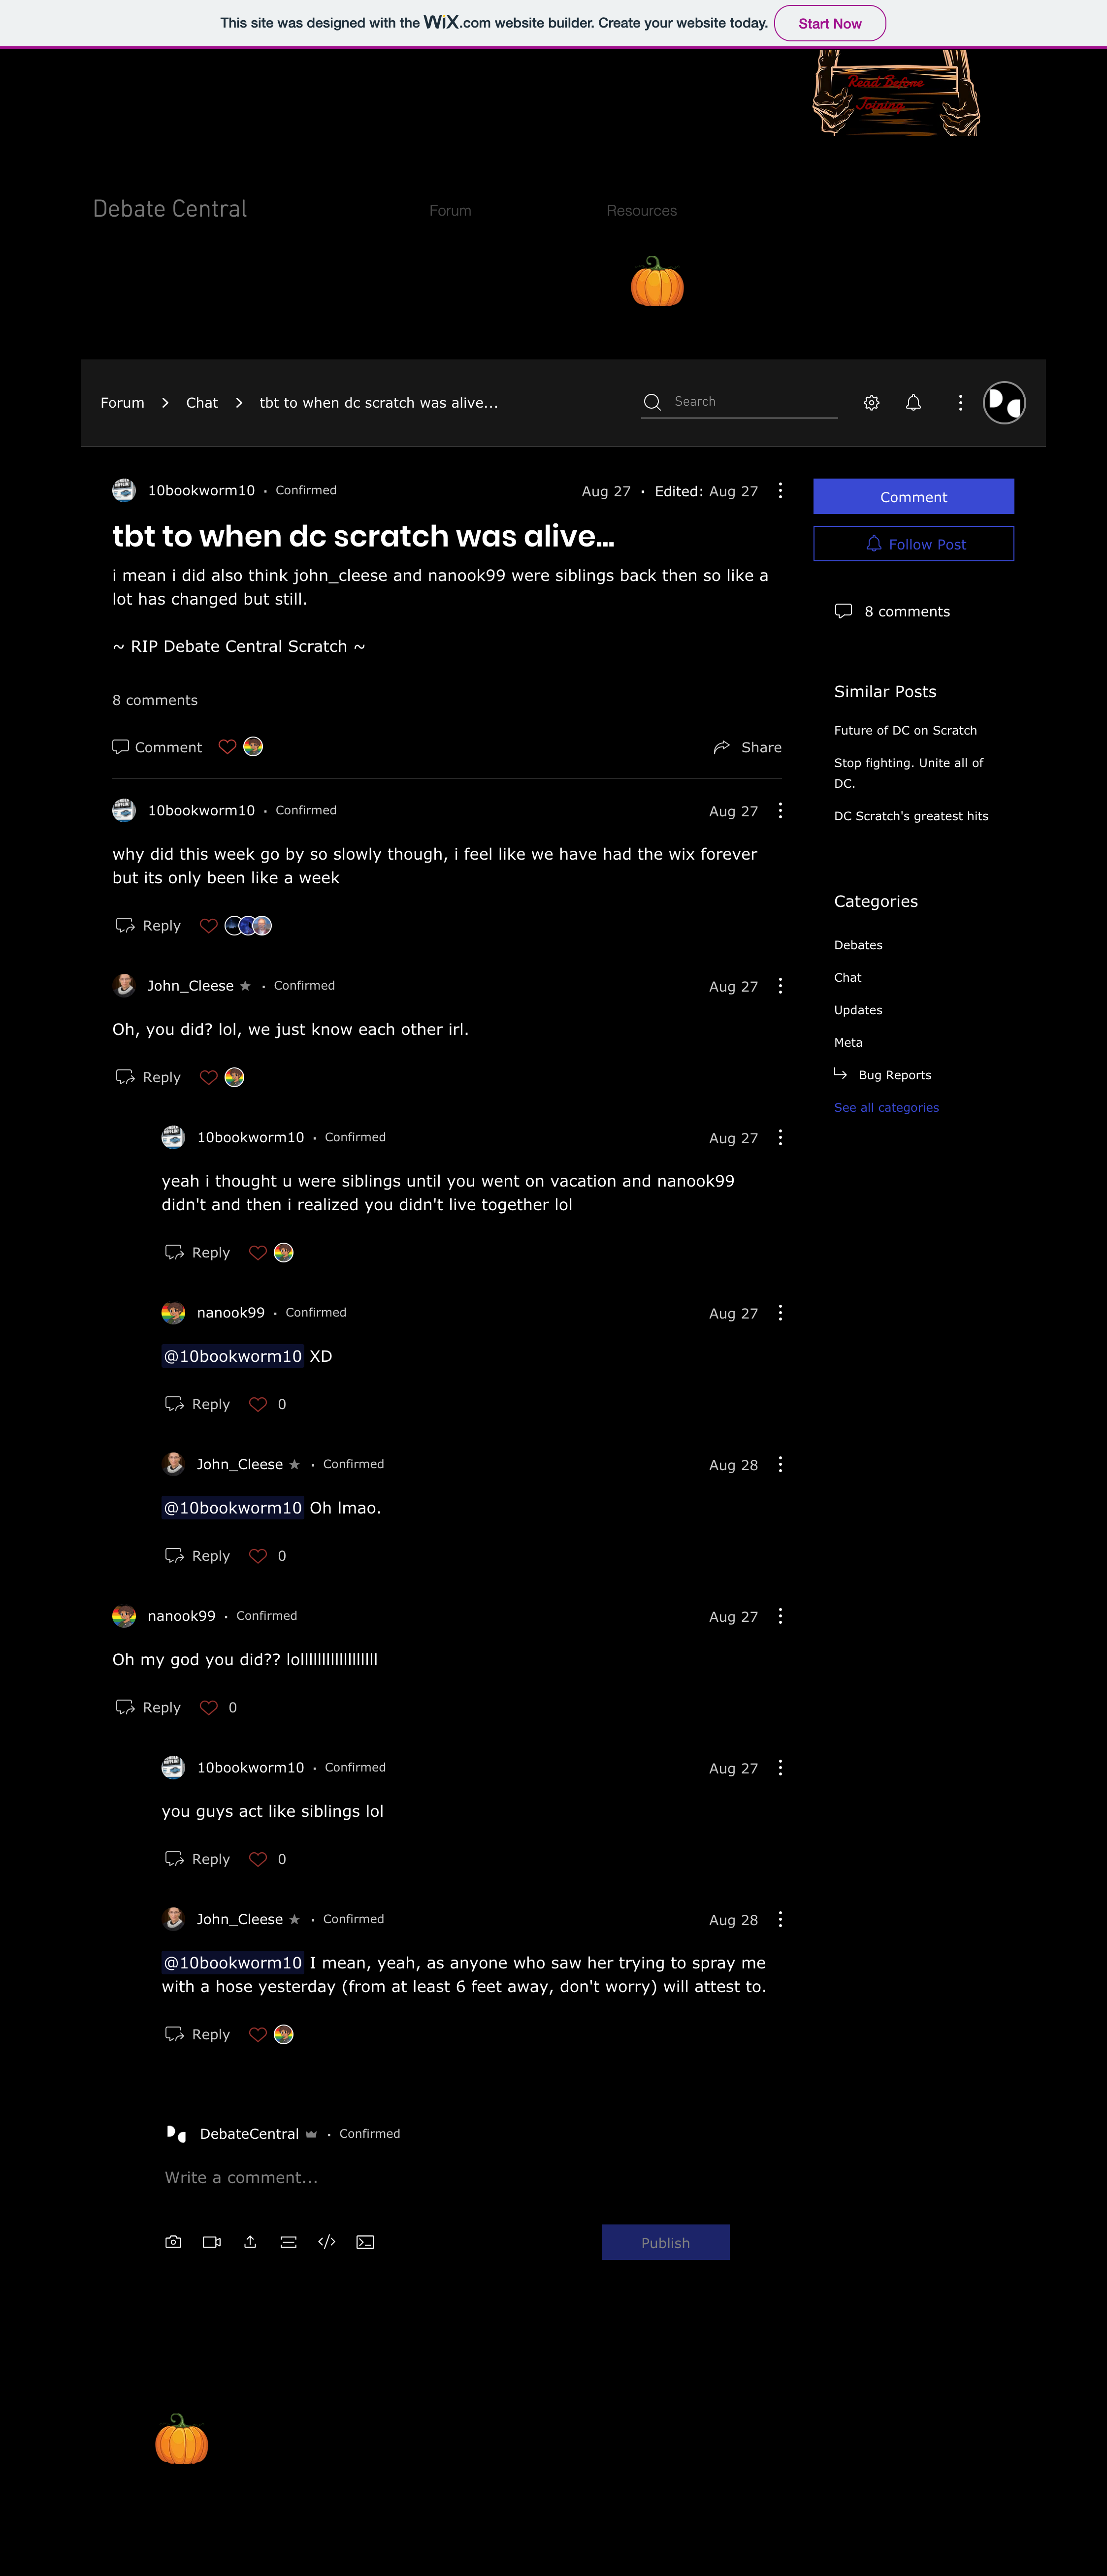 This site was designed with the WiX.com website builder. Create your website today. Start Now
Read Before
Joining
Debate Central
Forum
Resources
Forum > Chat > tbt to when dc scratch was alive...
Search
10bookworm10 • Confirmed
Aug 27 • Edited: Aug 27
tbt to when dc scratch was alive...
i mean i did also think john_cleese and nanook99 were siblings back then so like a
lot has changed but still.
~ RIP Debate Central Scratch ~
8 comments
Comment
Share
Comment
Follow Post
8 comments
Similar Posts
Future of DC on Scratch
Stop fighting. Unite all of
DC.
DC Scratch's greatest hits
Categories
Debates
Chat
Updates
Meta
Bug Reports
See all categories
10bookworm10 • Confirmed
Aug 27
why did this week go by so slowly though, i feel like we have had the wix forever
but its only been like a week
Reply
John_Cleese • Confirmed
Aug 27
Oh, you did? lol, we just know each other irl.
Reply
10bookworm10 • Confirmed
Aug 27
yeah i thought u were siblings until you went on vacation and nanook99
didn't and then i realized you didn't live together lol
Reply
nanook99 • Confirmed
Aug 27
@10bookworm10 XD
Reply 0
John_Cleese • Confirmed
Aug 28
@10bookworm10 Oh lmao.
Reply 0
nanook99 • Confirmed
Aug 27
Oh my god you did?? lolllllllllllllllllll
Reply 0
10bookworm10 • Confirmed
Aug 27
you guys act like siblings lol
Reply 0
John_Cleese • Confirmed
Aug 28
@10bookworm10 I mean, yeah, as anyone who saw her trying to spray me
with a hose yesterday (from at least 6 feet away, don't worry) will attest to.
Reply
DebateCentral • Confirmed
Write a comment...
Publish